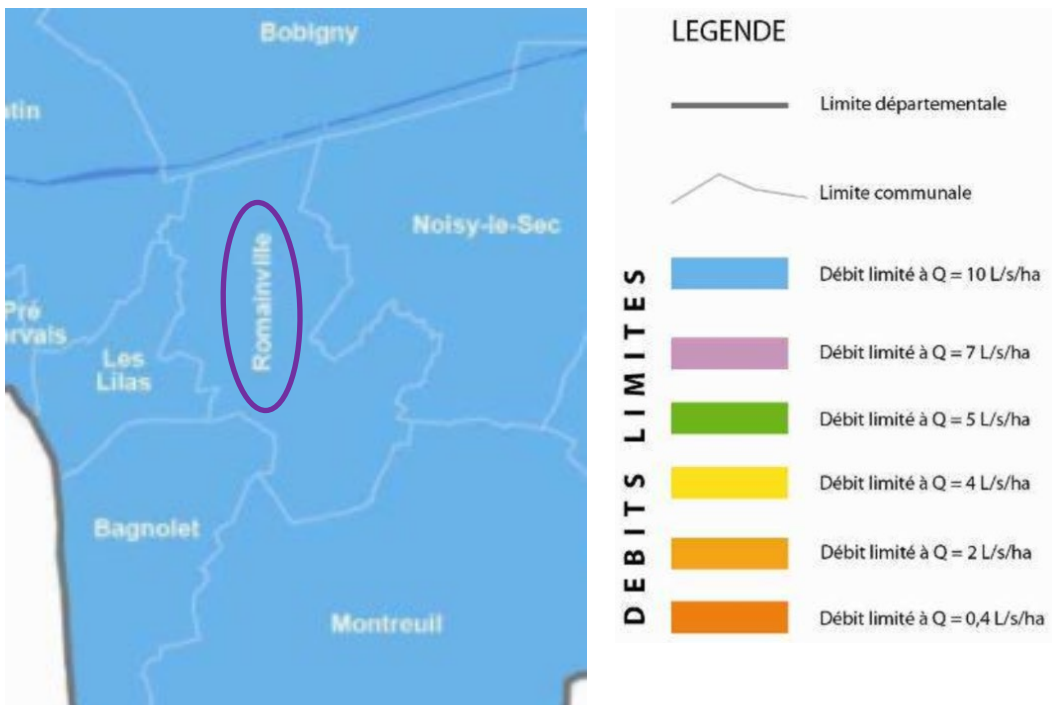 Bobigny
tin
Noisy-le-Sec
Romainville
Pré
rvais
Les
Lilas
Bagnolet
Montreuil
LEGENDE
Limite départementale
Limite communale
DEBITS LIMITES
Débit limité à Q = 10 L/s/ha
Débit limité à Q = 7 L/s/ha
Débit limité à Q = 5 L/s/ha
Débit limité à Q = 4 L/s/ha
Débit limité à Q = 2 L/s/ha
Débit limité à Q = 0,4 L/s/ha